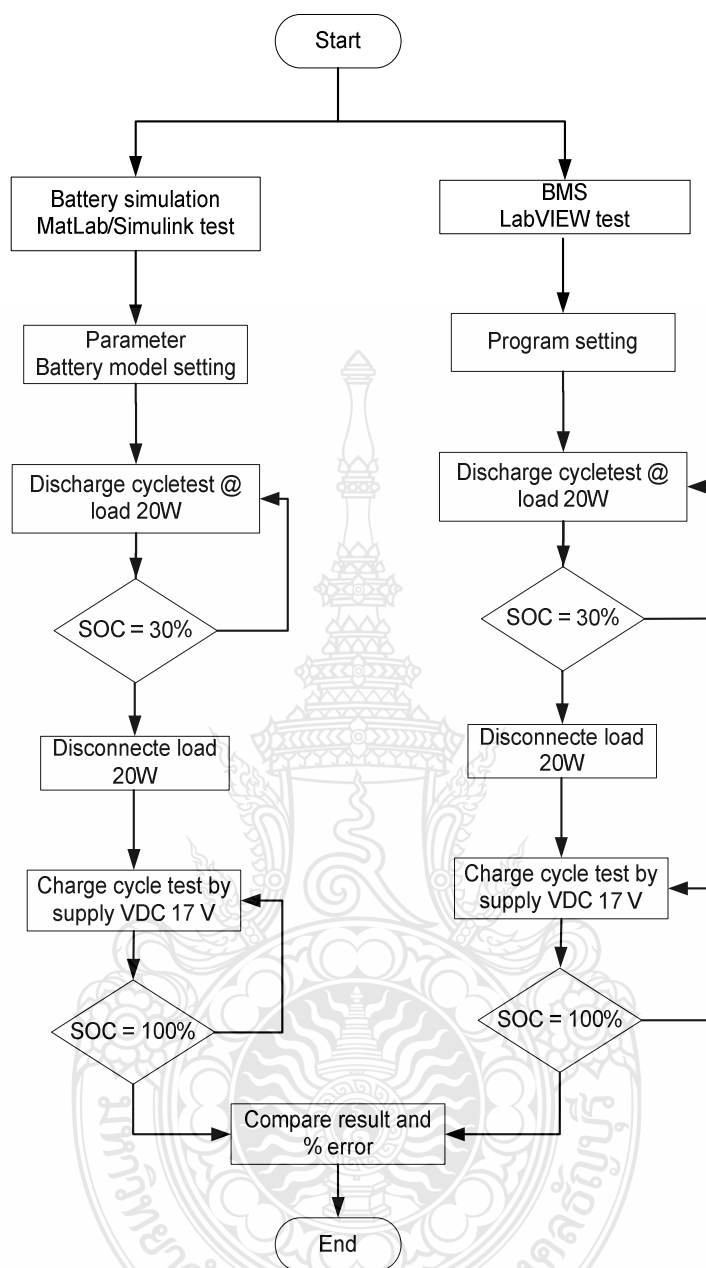 Start
Battery simulation
MatLab/Simulink test
BMS
LabVIEW test
Parameter
Battery model setting
Program setting
Discharge cycletest @
load 20W
Discharge cycletest @
load 20W
SOC = 30%
SOC = 30%
Disconnecte load
20W
Disconnecte load
20W
Charge cycle test by
supply VDC 17 V
Charge cycle test by
supply VDC 17 V
SOC = 100%
SOC = 100%
Compare result and
% error
End